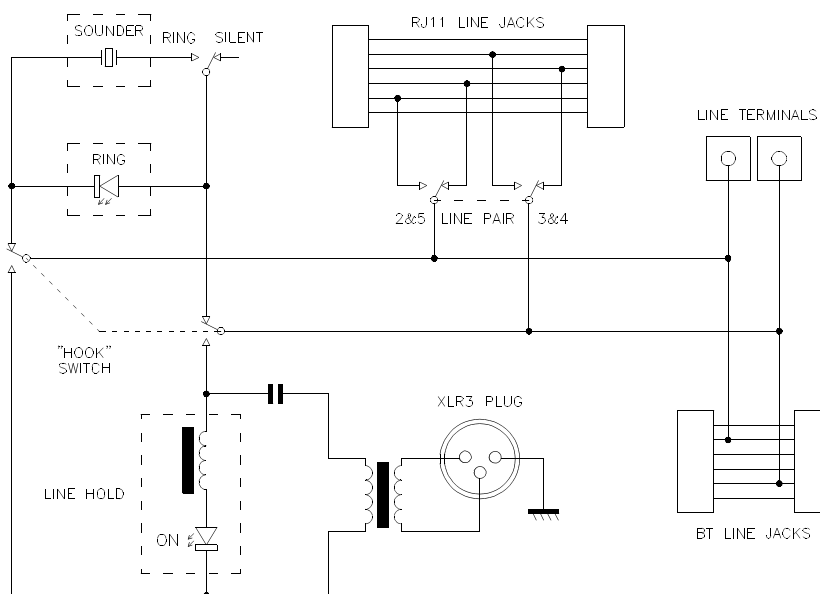 SOUNDER
RING SILENT
RJ11 LINE JACKS
LINE TERMINALS
RING
2&5 LINE PAIR 3&4
"HOOK"
SWITCH
XLR3 PLUG
LINE HOLD
ON
BT LINE JACKS